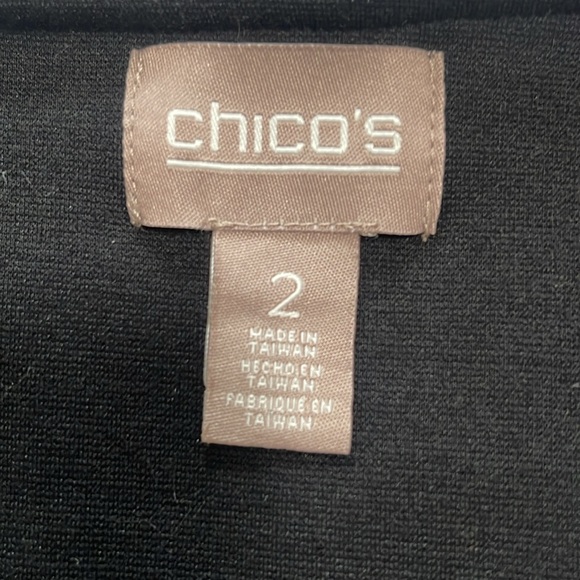 chico's
2
MADE IN
TAIWAN
HECHO EN
TAIWAN
FABRIQUÉ EN
TAIWAN